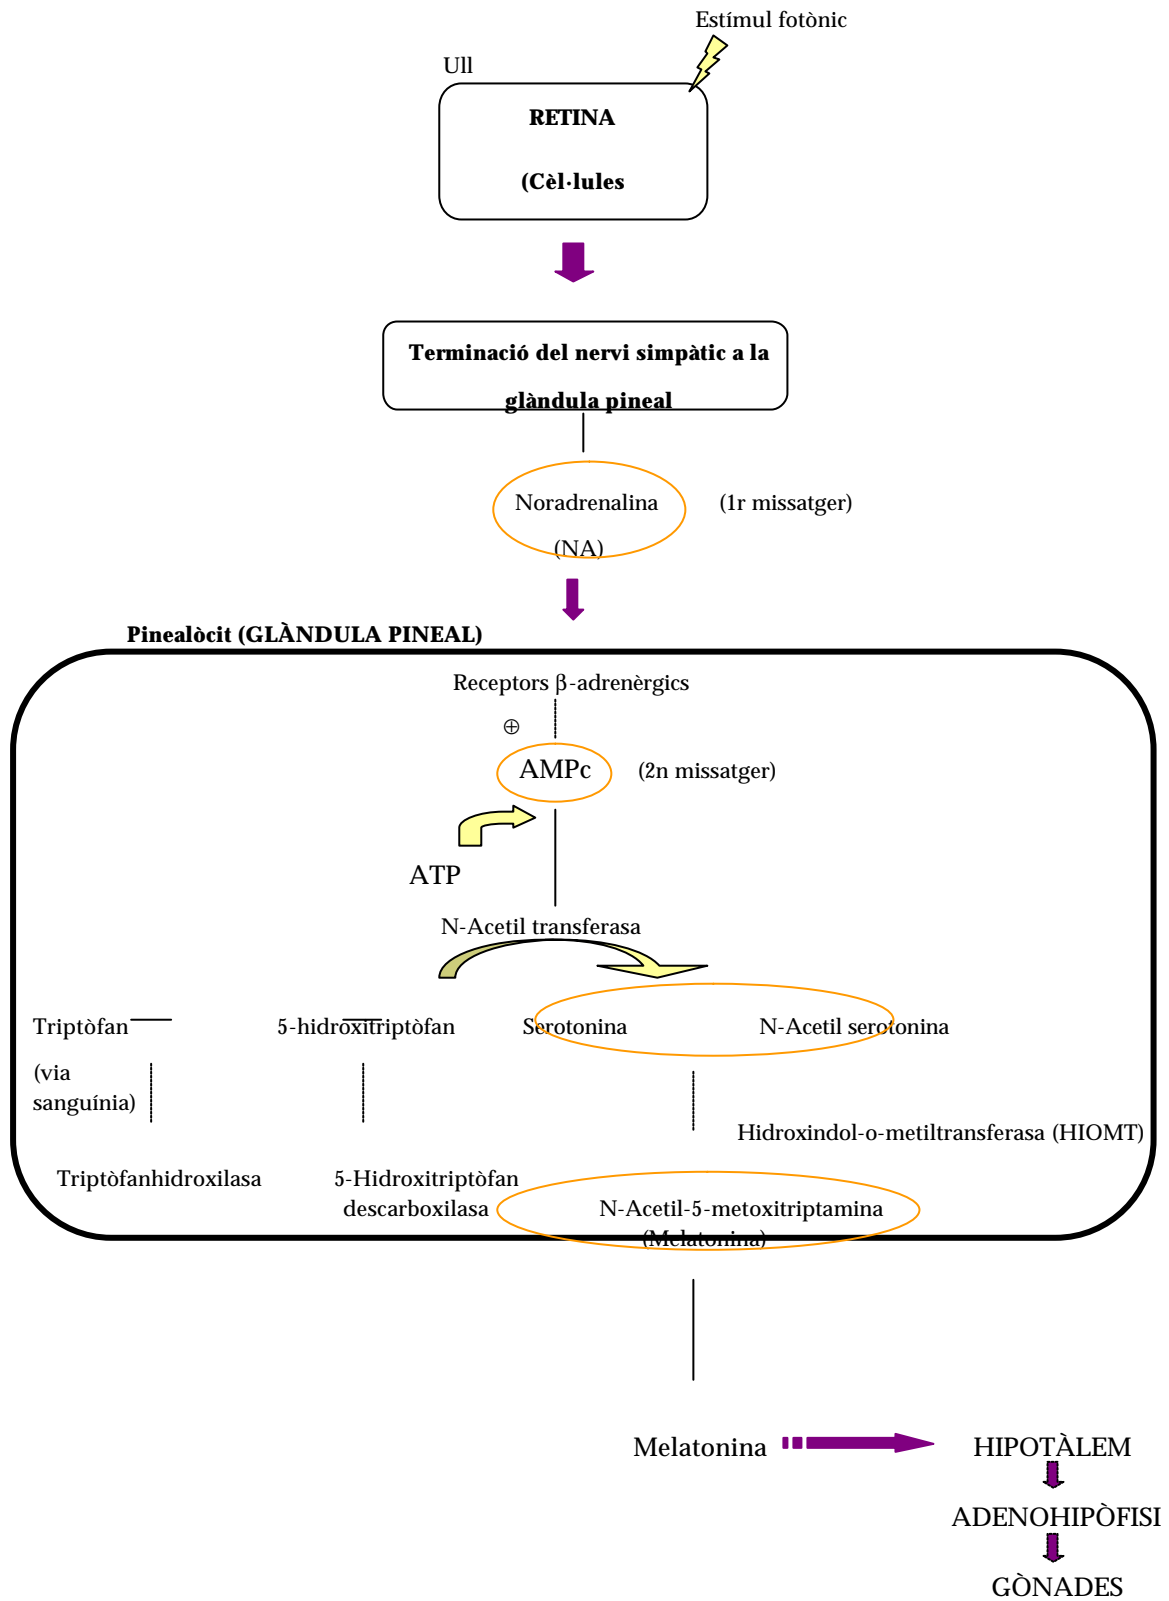 Estímul fotònic
Ull
RETINA
(Cèl·lules
Terminació del nervi simpàtic a la
glàndula pineal
Noradrenalina
(1r missatger)
(NA)
Pinealòcit (GLÀNDULA PINEAL)
Receptors β-adrenèrgics
⊕
AMPc
(2n missatger)
ATP
N-Acetil transferasa
Triptòfan
5-hidroxitriptòfan
Serotonina
N-Acetil serotonina
(via
sanguínia)
Hidroxindol-o-metiltransferasa (HIOMT)
Triptòfanhidroxilasa
5-Hidroxitriptòfan
descarboxilasa
N-Acetil-5-metoxitriptamina
(Melatonina)
Melatonina
HIPOTÀLEM
ADENOHIPÒFISI
GÒNADES